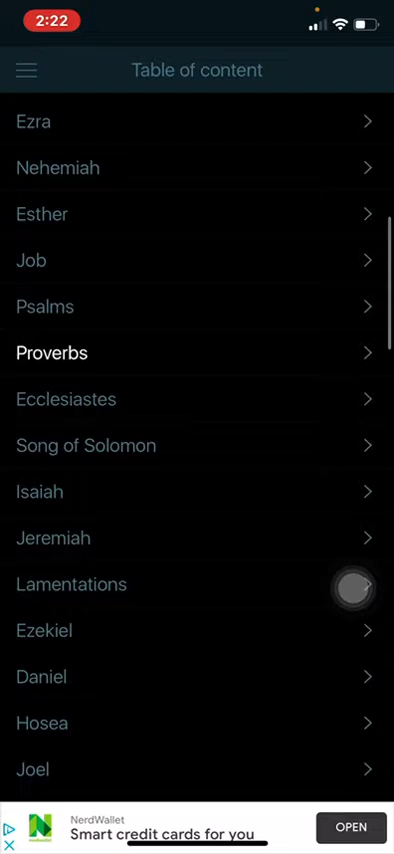 2:22
Table of content
Ezra
Nehemiah
Esther
Job
Psalms
Proverbs
Ecclesiastes
Song of Solomon
Isaiah
Jeremiah
Lamentations
Ezekiel
Daniel
Hosea
Joel
NerdWallet
Smart credit cards for you
OPEN